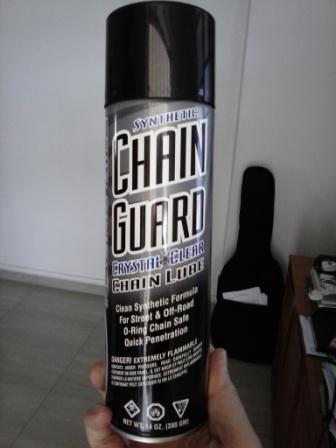 SYNTHETIC
CHAIN
GUARD
CRYSTAL CLEAR
CHAIN LUBE
Clean Synthetic Formula
For Street & Off-Road
O-Ring Chain Safe
Quick Penetration
DANGER! EXTREMELY FLAMMABLE
NET WT. 14 OZ. (396 GM)